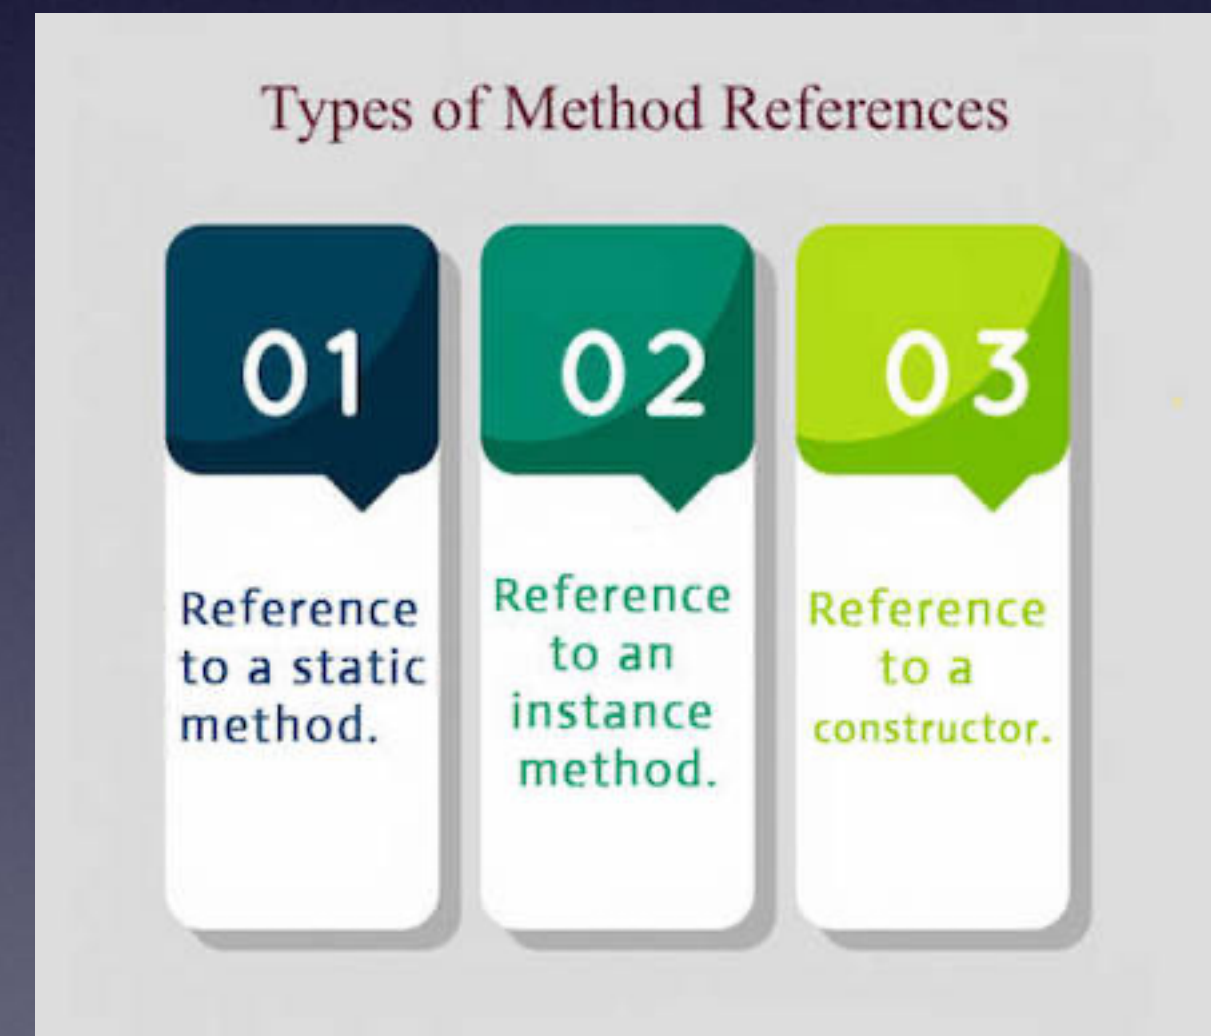 Types of Method References
01
Reference
to a static
method.
02
Reference
to an
instance
method.
03
Reference
to a
constructor.